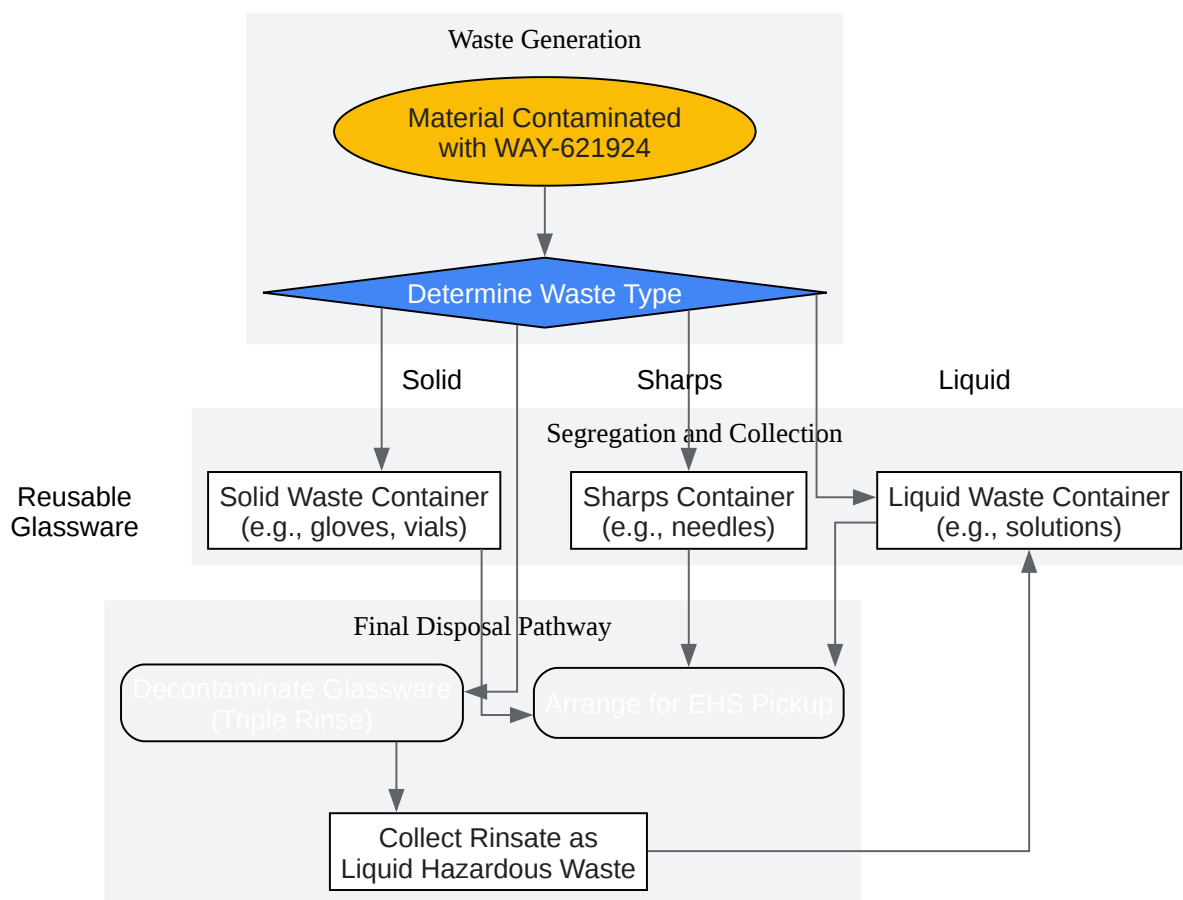 Waste Generation
Material Contaminated
with WAY-621924
Determine Waste Type
Solid
Sharps
Liquid
Segregation and Collection
Reusable
Glassware
Solid Waste Container
(e.g., gloves, vials)
Sharps Container
(e.g., needles)
Liquid Waste Container
(e.g., solutions)
Final Disposal Pathway
Decontaminate Glassware
(Triple Rinse)
Arrange for EHS Pickup
Collect Rinsate as
Liquid Hazardous Waste